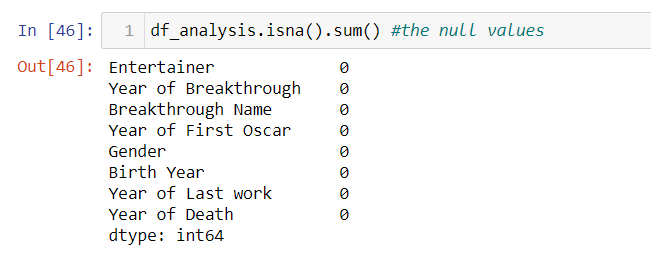 In [46]: 1 df_analysis.isna().sum() #the null values
Out[46]: Entertainer 0
Year of Breakthrough 0
Breakthrough Name 0
Year of First Oscar 0
Gender 0
Birth Year 0
Year of Last work 0
Year of Death 0
dtype: int64